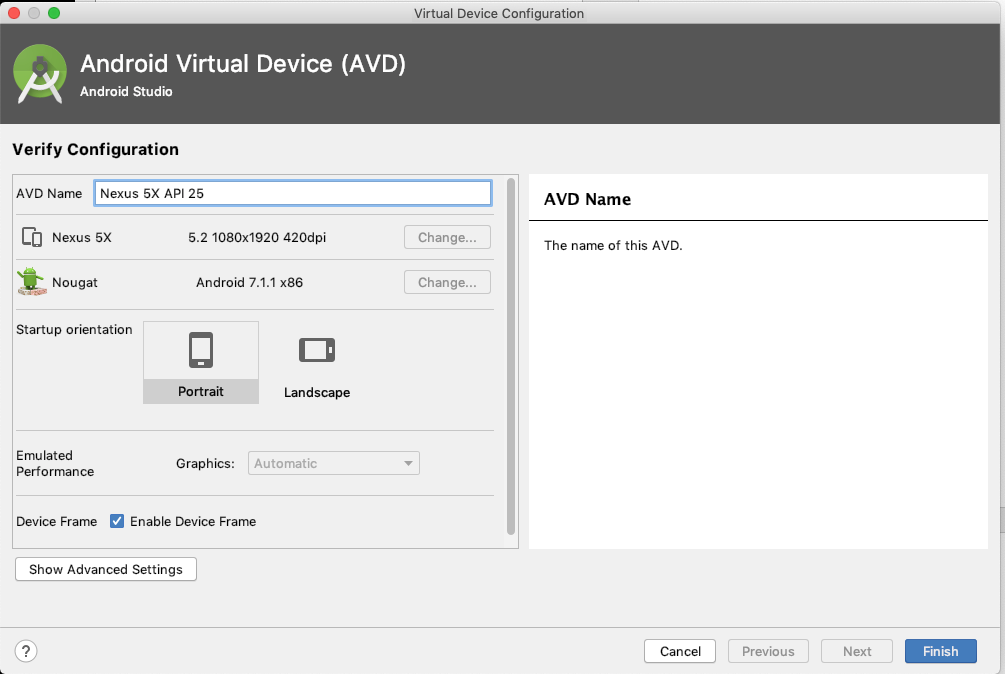 Virtual Device Configuration
Android Virtual Device (AVD)
Android Studio
Verify Configuration
AVD Name Nexus 5X API 25
Nexus 5X 5.2 1080x1920 420dpi Change...
Nougat Android 7.1.1 x86 Change...
Startup orientation
Portrait Landscape
Emulated
Performance
Graphics: Automatic
Device Frame Enable Device Frame
Show Advanced Settings
AVD Name
The name of this AVD.
? Cancel Previous Next Finish